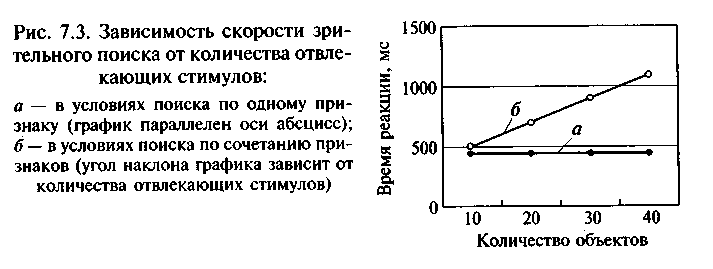 Рис. 7.3. Зависимость скорости зри-
тельного поиска от количества отвле-
кающих стимулов:
а — в условиях поиска по одному при-
знаку (график параллелен оси абсцисс);
б — в условиях поиска по сочетанию при-
знаков (угол наклона графика зависит от
количества отвлекающих стимулов)
Время реакции, мс
1500
1000
500
0
б
а
10 20 30 40
Количество объектов